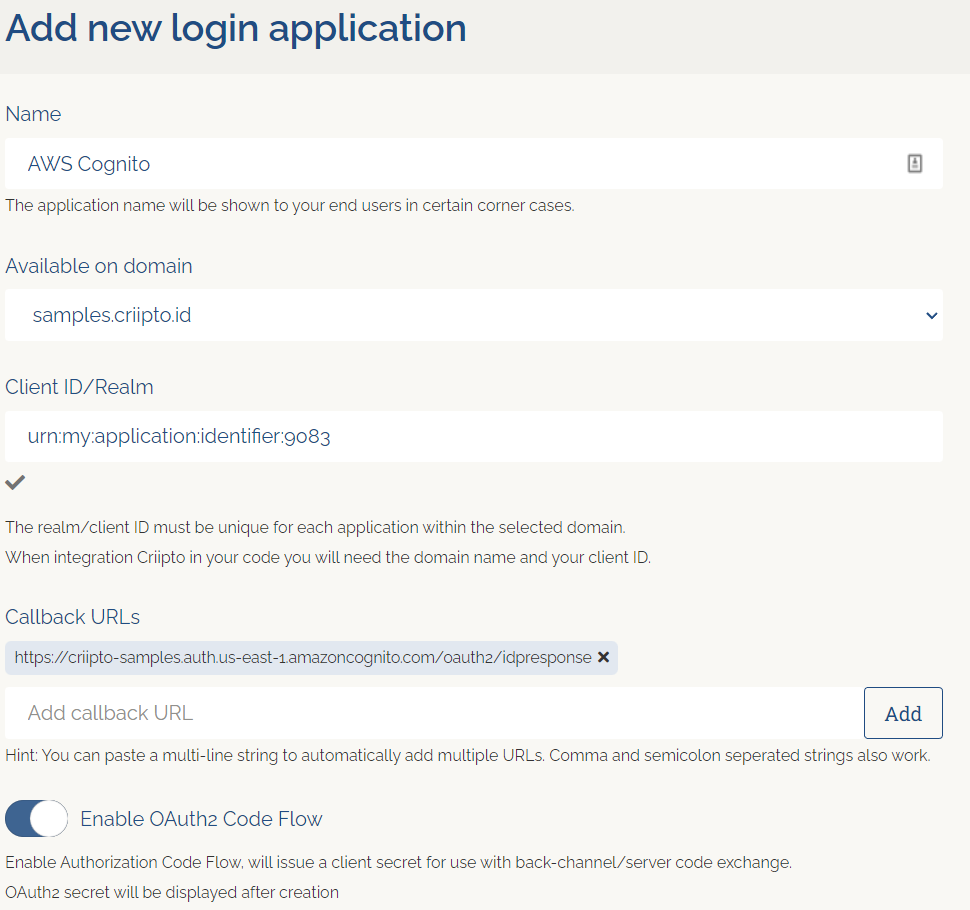 Add new login application
Name
AWS Cognito
The application name will be shown to your end users in certain corner cases.
Available on domain
samples.criipto.id
Client ID/Realm
urn:my:application:identifier:9083
The realm/client ID must be unique for each application within the selected domain.
When integration Criipto in your code you will need the domain name and your client ID.
Callback URLs
https://criipto-samples.auth.us-east-1.amazoncognito.com/oauth2/idpresponse
Add callback URL
Add
Hint: You can paste a multi-line string to automatically add multiple URLs. Comma and semicolon seperated strings also work.
Enable OAuth2 Code Flow
Enable Authorization Code Flow, will issue a client secret for use with back-channel/server code exchange.
OAuth2 secret will be displayed after creation